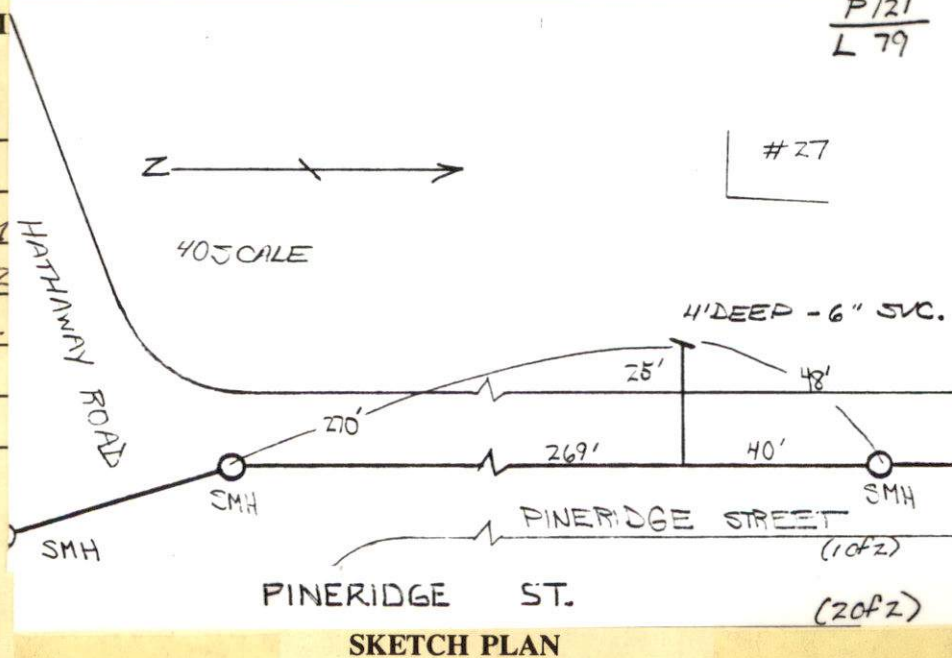 P121
L 79
#27
Z
40 SCALE
HATHAWAY ROAD
4' DEEP - 6" SVC.
25'
48'
270'
269'
40'
SMH
SMH
SMH
PINERIDGE STREET
(1 of 2)
PINERIDGE ST.
(2 of 2)
SKETCH PLAN